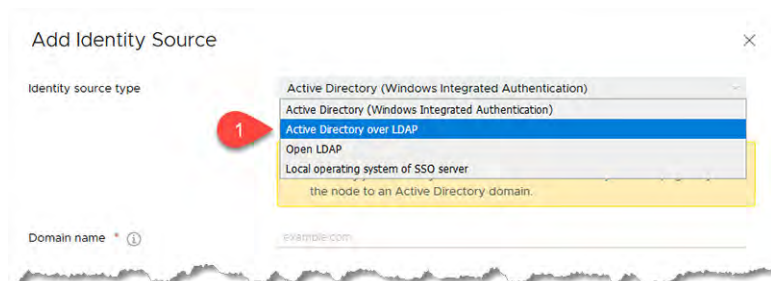 Add Identity Source
Identity source type
Active Directory (Windows Integrated Authentication)
Active Directory (Windows Integrated Authentication)
1
Active Directory over LDAP
Open LDAP
Local operating system of SSO server
the node to an Active Directory domain.
Domain name *
example.com